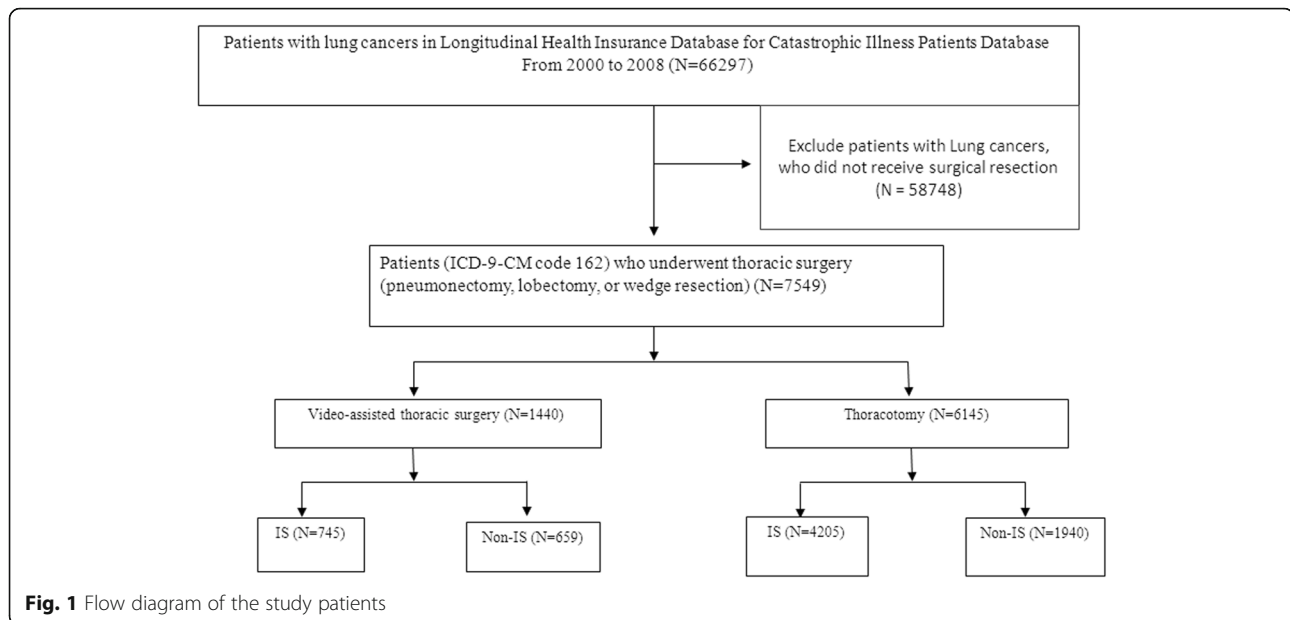 Patients with lung cancers in Longitudinal Health Insurance Database for Catastrophic Illness Patients Database
From 2000 to 2008 (N=66297)
Exclude patients with Lung cancers,
who did not receive surgical resection
(N = 58748)
Patients (ICD-9-CM code 162) who underwent thoracic surgery
(pneumonectomy, lobectomy, or wedge resection) (N=7549)
Video-assisted thoracic surgery (N=1440)
Thoracotomy (N=6145)
IS (N=745)
Non-IS (N=659)
IS (N=4205)
Non-IS (N=1940)
Fig. 1 Flow diagram of the study patients